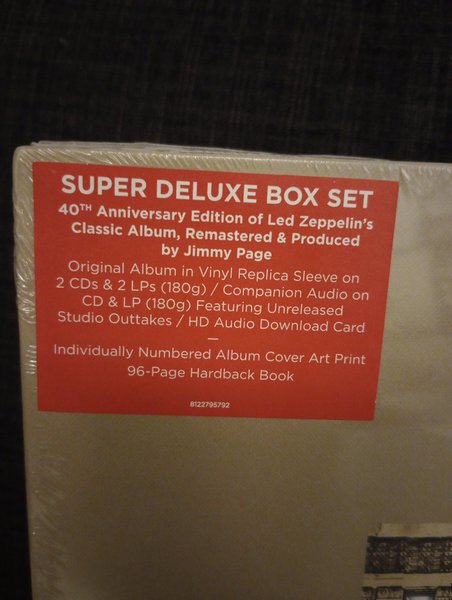 SUPER DELUXE BOX SET
40TH Anniversary Edition of Led Zeppelin's
Classic Album, Remastered & Produced
by Jimmy Page
Original Album in Vinyl Replica Sleeve on
2 CDs & 2 LPs (180g) / Companion Audio on
CD & LP (180g) Featuring Unreleased
Studio Outtakes / HD Audio Download Card
—
Individually Numbered Album Cover Art Print
96-Page Hardback Book
8122795792